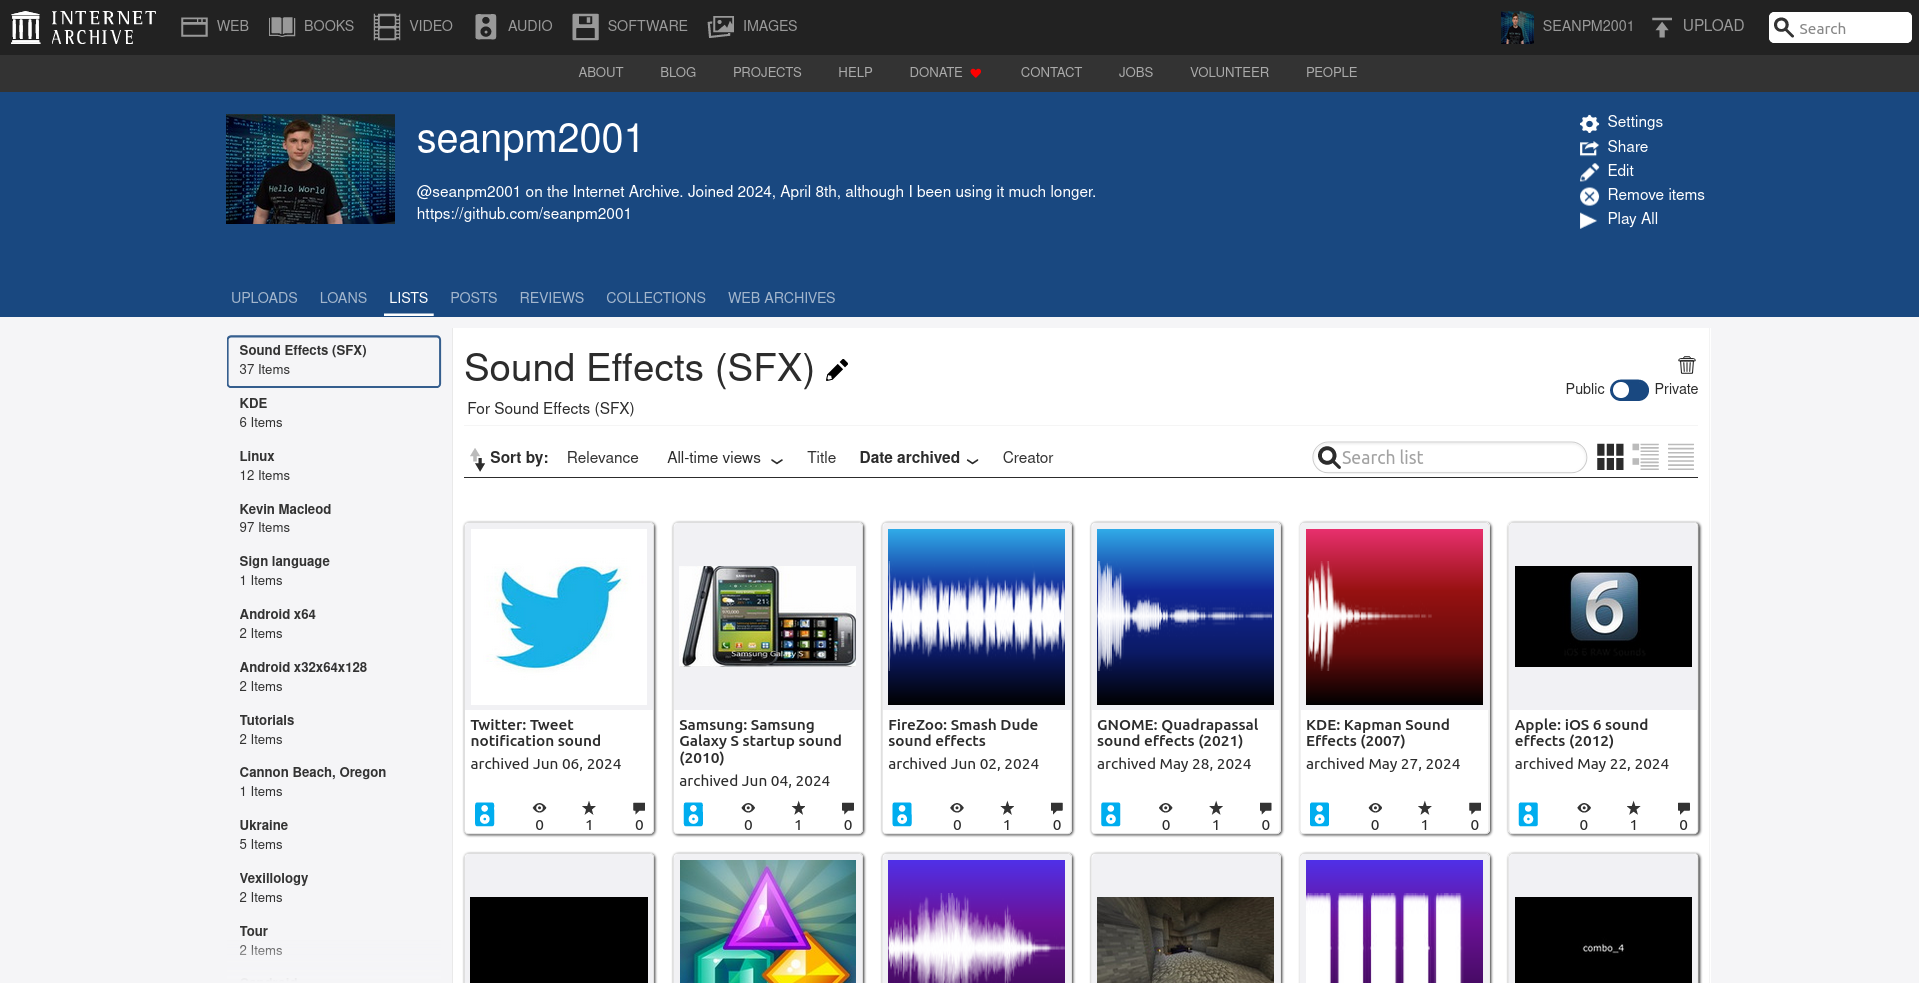 INTERNET ARCHIVE
WEB BOOKS VIDEO AUDIO SOFTWARE IMAGES SEANPM2001 UPLOAD Search
ABOUT BLOG PROJECTS HELP DONATE CONTACT JOBS VOLUNTEER PEOPLE
Hello World
seanpm2001
@seanpm2001 on the Internet Archive. Joined 2024, April 8th, although I been using it much longer.
https://github.com/seanpm2001
Settings
Share
Edit
Remove items
Play All
UPLOADS LOANS LISTS POSTS REVIEWS COLLECTIONS WEB ARCHIVES
Sound Effects (SFX)
37 Items
KDE
6 Items
Linux
12 Items
Kevin Macleod
97 Items
Sign language
1 Items
Android x64
2 Items
Android x32x64x128
2 Items
Tutorials
2 Items
Cannon Beach, Oregon
1 Items
Ukraine
5 Items
Vexillology
2 Items
Tour
2 Items
Sound Effects (SFX)
For Sound Effects (SFX)
Public Private
Sort by: Relevance All-time views Title Date archived Creator Search list
Twitter: Tweet
notification sound
archived Jun 06, 2024
0 1 0
Samsung Galaxy S
Samsung: Samsung
Galaxy S startup sound
(2010)
archived Jun 04, 2024
0 1 0
FireZoo: Smash Dude
sound effects
archived Jun 02, 2024
0 1 0
GNOME: Quadrapassal
sound effects (2021)
archived May 28, 2024
0 1 0
KDE: Kapman Sound
Effects (2007)
archived May 27, 2024
0 1 0
6
iOS 6 RAW Sounds
Apple: iOS 6 sound
effects (2012)
archived May 22, 2024
0 1 0
combo_4